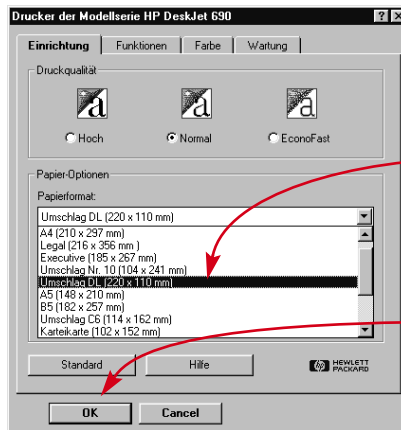 Drucker der Modellserie HP DeskJet 690
Einrichtung Funktionen Farbe Wartung
Druckqualität
Hoch Normal EconoFast
Papier-Optionen
Papierformat:
Umschlag DL (220 x 110 mm)
A4 (210 x 297 mm)
Legal (216 x 356 mm )
Executive (185 x 267 mm)
Umschlag Nr. 10 (104 x 241 mm)
Umschlag DL (220 x 110 mm)
A5 (148 x 210 mm)
B5 (182 x 257 mm)
Umschlag C6 (114 x 162 mm)
Karteikarte (102 x 152 mm)
Standard Hilfe hp HEWLETT
PACKARD
OK Cancel